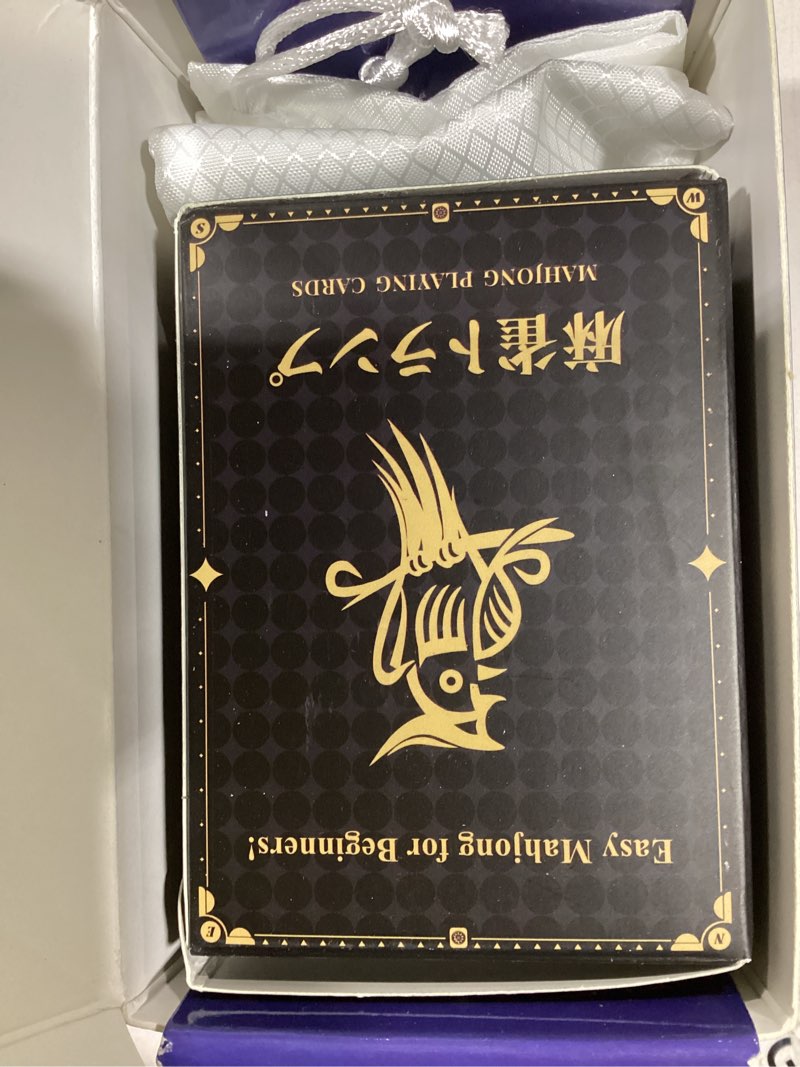 N
E
Easy Mahjong for Beginners!
麻雀トランプ
MAHJONG PLAYING CARDS
W
S